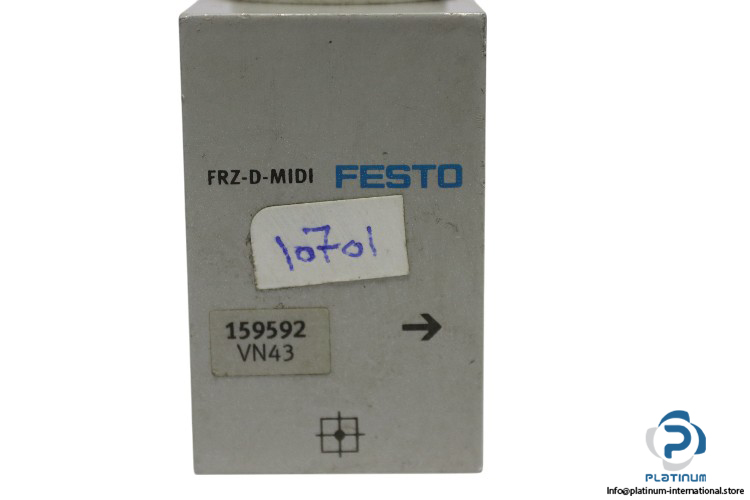 FRZ-D-MIDI FESTO
10701
159592
VN43
PLATINUM
Info@platinum-international.store